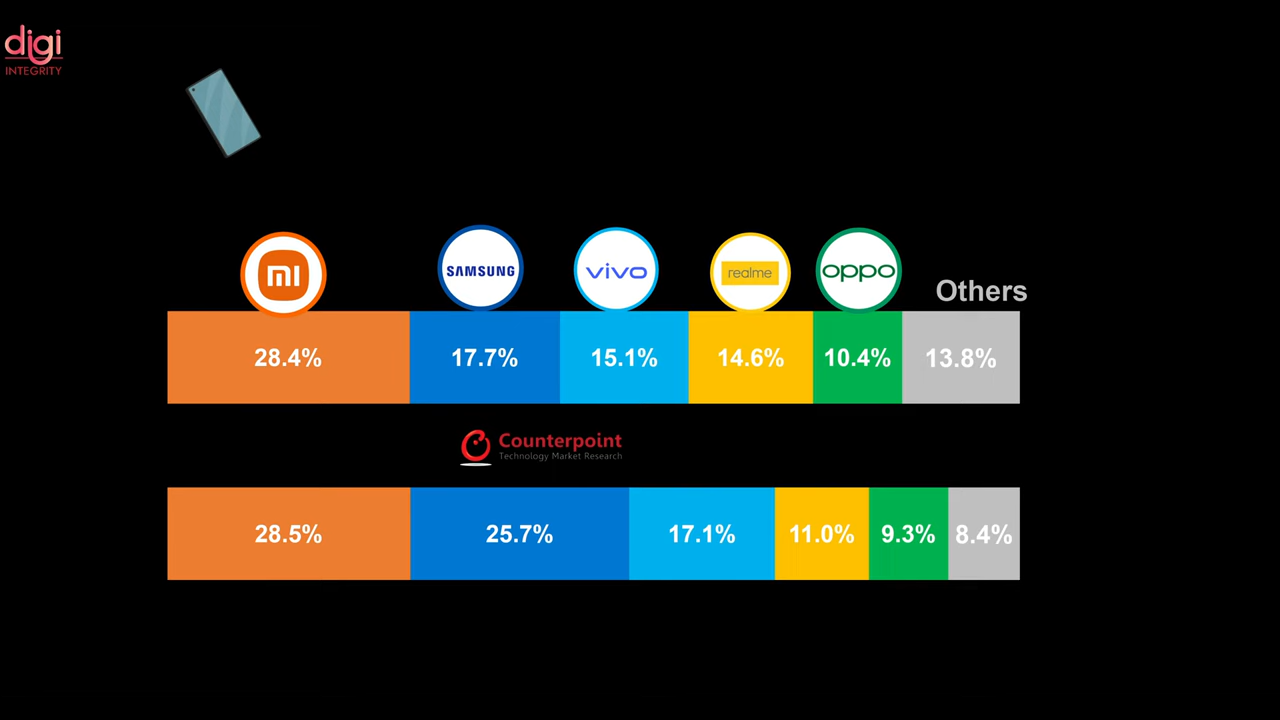 digi
INTEGRITY
mi
SAMSUNG
vivo
realme
oppo
Others
28.4%
17.7%
15.1%
14.6%
10.4%
13.8%
Counterpoint
Technology Market Research
28.5%
25.7%
17.1%
11.0%
9.3%
8.4%